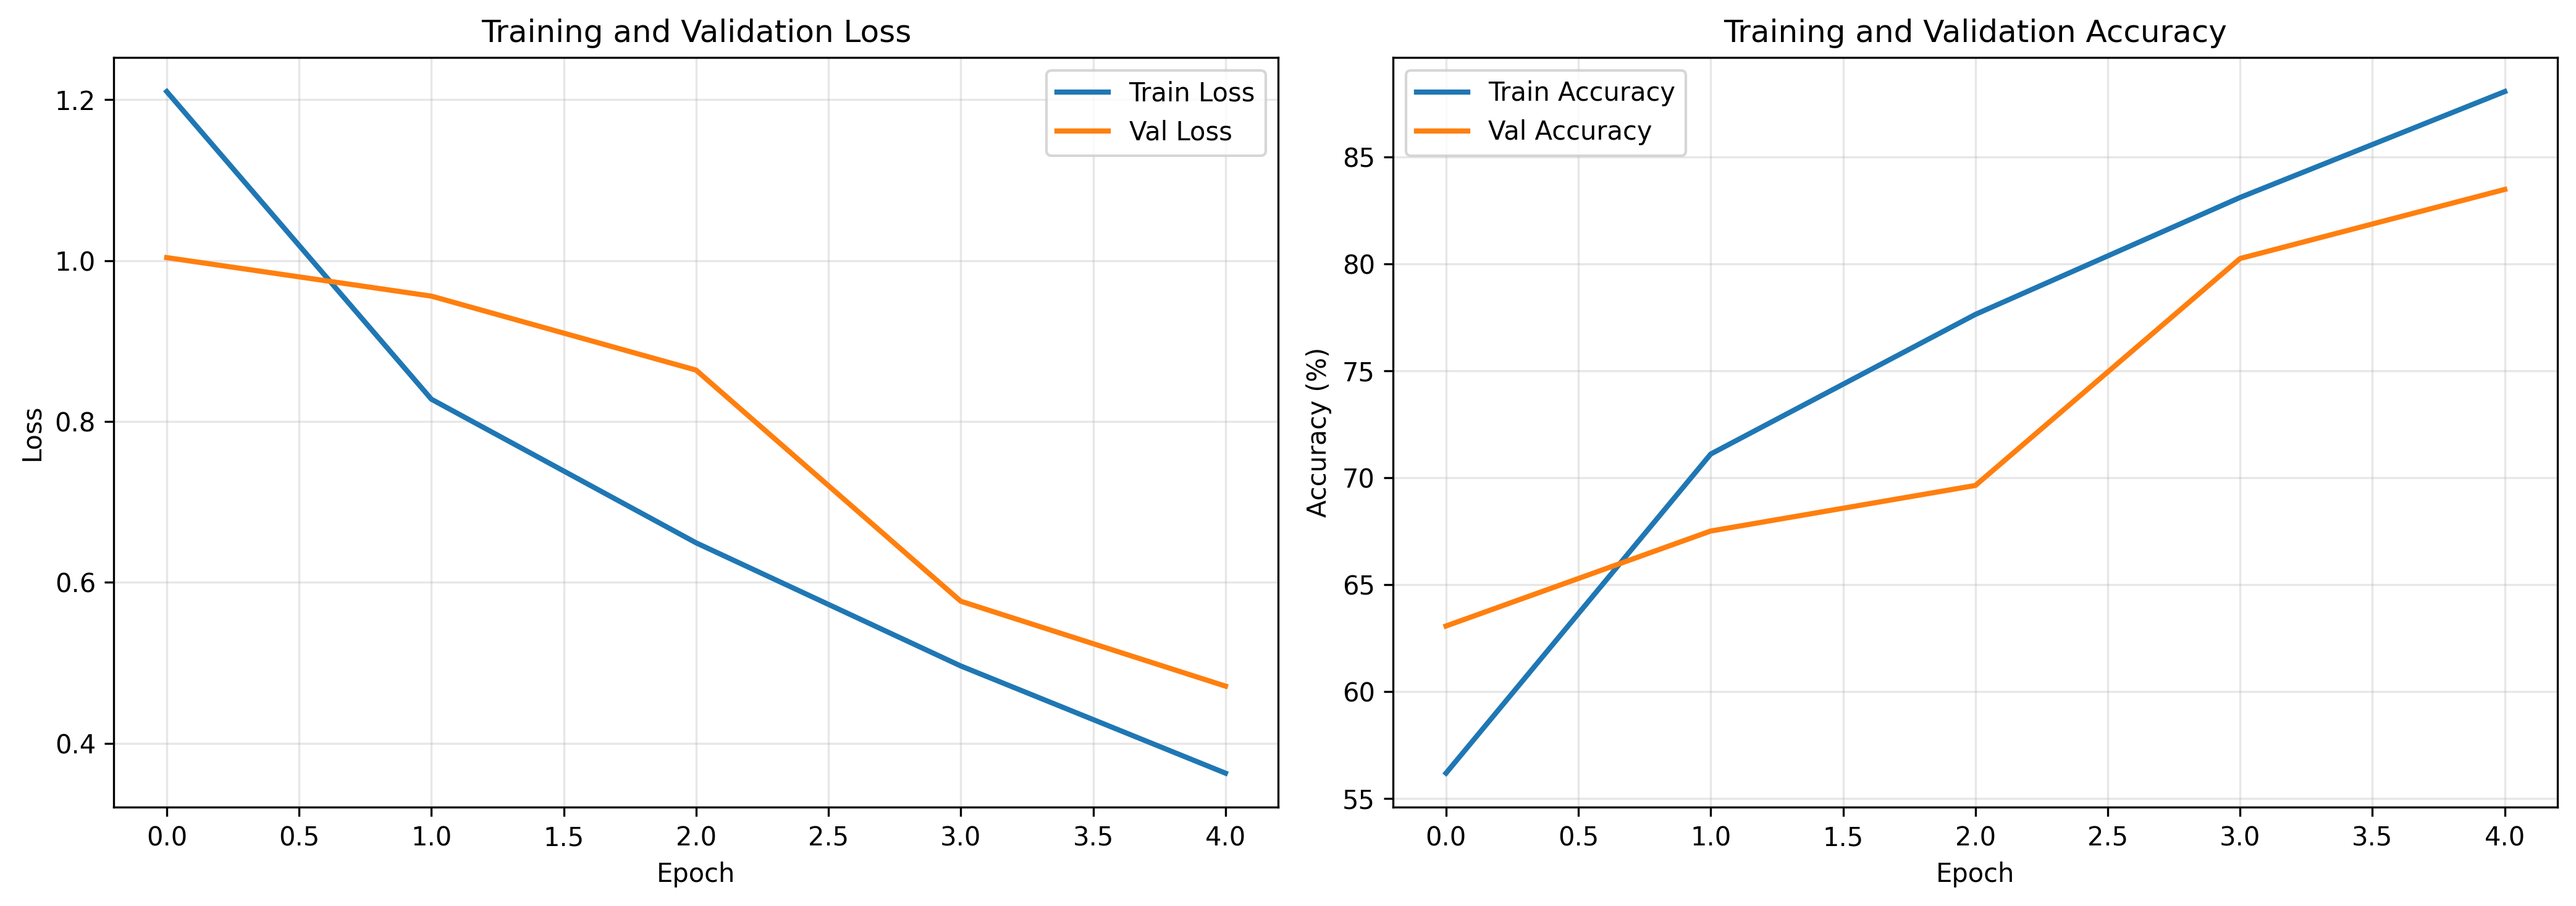 Training and Validation Loss
Train Loss
Val Loss
1.2
1.0
0.8
0.6
0.4
Loss
0.0 0.5 1.0 1.5 2.0 2.5 3.0 3.5 4.0
Epoch
Training and Validation Accuracy
Train Accuracy
Val Accuracy
85
80
75
70
65
60
55
Accuracy (%)
0.0 0.5 1.0 1.5 2.0 2.5 3.0 3.5 4.0
Epoch